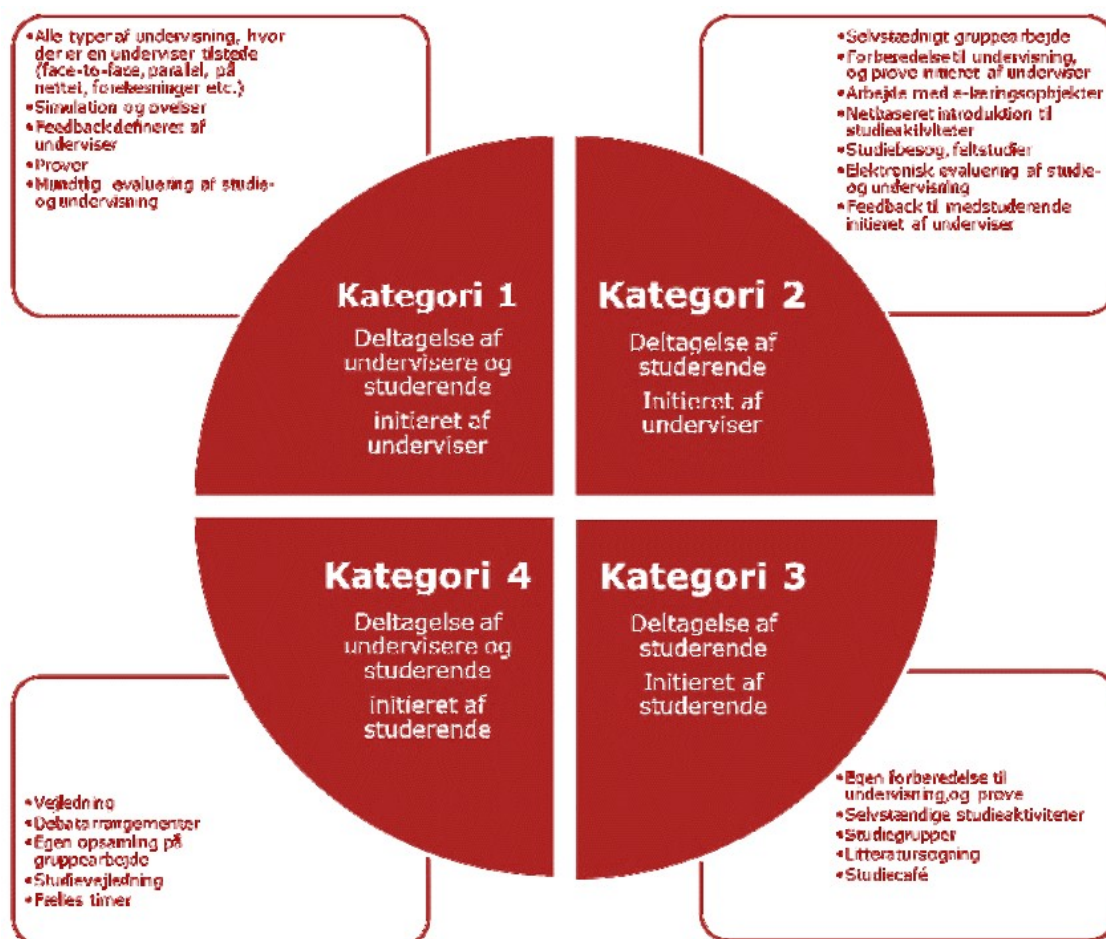 •Alle typer af undervisning, hvor
der er en underviser tilstede
(face-to-face, parallel, på
nettet, forelæsninger etc.)
•Simulation og øvelser
•Feedback defineret af
underviser
•Prøver
•Mundtlig evaluering af studie-
og undervisning
•Selvstændigt gruppearbejde
•Forberedelse til undervisning,
og prøve initieret af underviser
•Arbejde med e-læringsobjekter
•Netbaseret introduktion til
studieaktiviteter
•Studiebesøg, feltstudier
•Elektronisk evaluering af studie-
og undervisning
•Feedback til medstuderende
initieret af underviser
Kategori 1
Deltagelse af
undervisere og
studerende
initieret af
underviser
Kategori 2
Deltagelse af
studerende
Initieret af
underviser
Kategori 4
Deltagelse af
undervisere og
studerende
initieret af
studerende
Kategori 3
Deltagelse af
studerende
Initieret af
studerende
•Vejledning
•Debatarrangementer
•Egen opsamling på
gruppearbejde
•Studievejledning
•Fælles timer
•Egen forberedelse til
undervisning,og prøve
•Selvstændige studieaktiviteter
•Studiegrupper
•Litteratursøgning
•Studiecafé